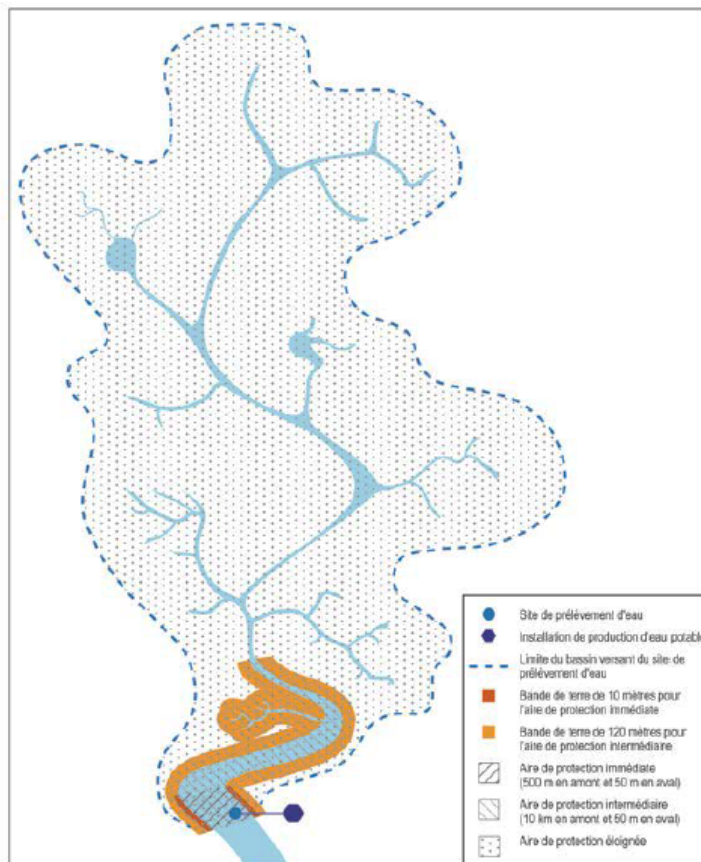 Site de prélèvement d'eau
Installation de production d'eau potable
Limite du bassin versant du site de
prélèvement d'eau
Bande de terre de 10 mètres pour
l'aire de protection immédiate
Bande de terre de 120 mètres pour
l'aire de protection intermédiaire
Aire de protection immédiate
(500 m en amont et 50 m en aval)
Aire de protection intermédiaire
(10 km en amont et 50 m en aval)
Aire de protection éloignée